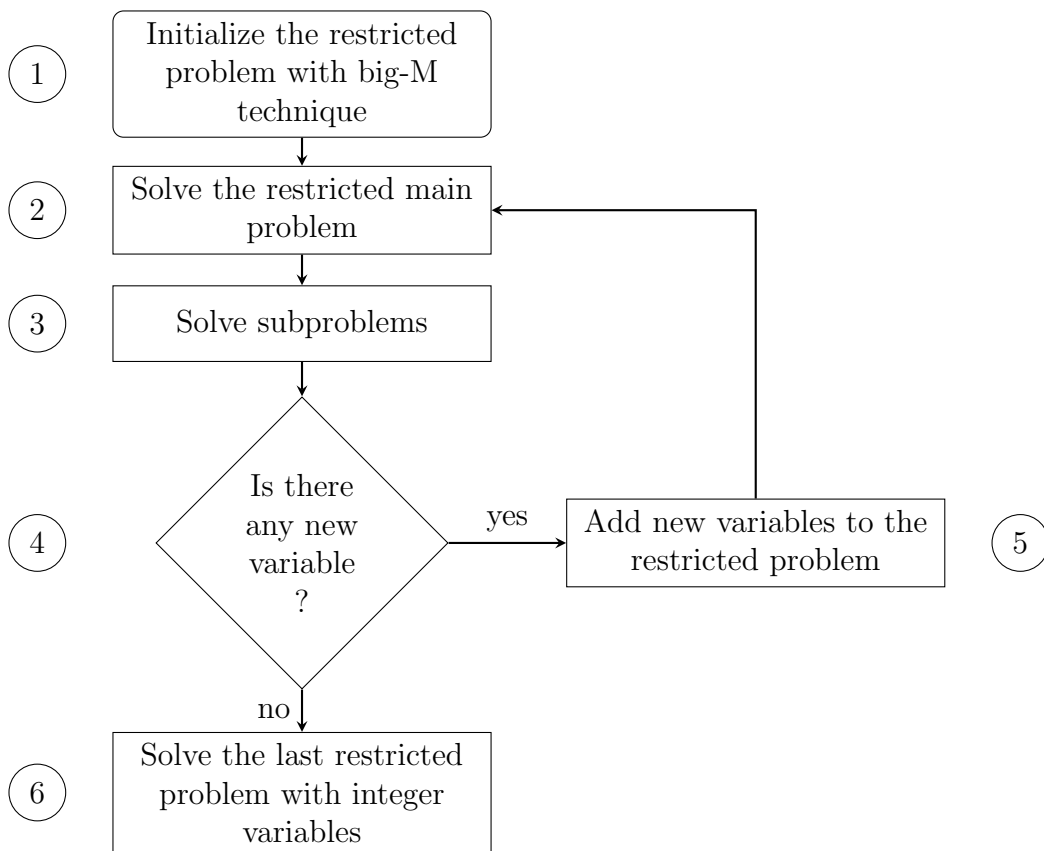 1
Initialize the restricted
problem with big-M
technique
2
Solve the restricted main
problem
3
Solve subproblems
4
Is there
any new
variable
?
yes
Add new variables to the
restricted problem
5
no
6
Solve the last restricted
problem with integer
variables